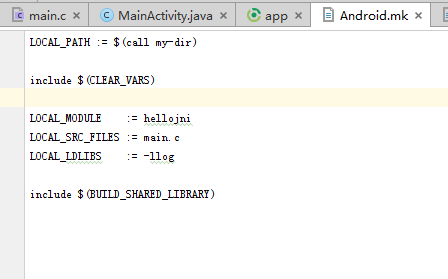 main.c MainActivity.java app Android.mk
LOCAL_PATH := $(call my-dir)
include $(CLEAR_VARS)
LOCAL_MODULE := hellojni
LOCAL_SRC_FILES := main.c
LOCAL_LDLIBS := -llog
include $(BUILD_SHARED_LIBRARY)